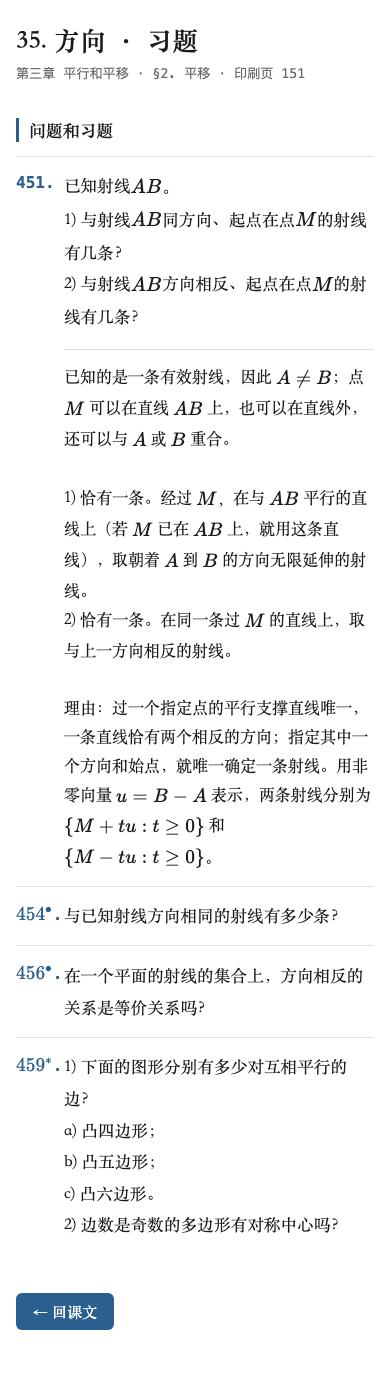 35. 方向 · 习题
第三章 平行和平移 · §2. 平移 · 印刷页 151
问题和习题
451. 已知射线AB。
1) 与射线AB同方向、起点在点M的射线
有几条?
2) 与射线AB方向相反、起点在点M的射
线有几条?
已知的是一条有效射线，因此 A ≠ B；点
M 可以在直线 AB 上，也可以在直线外，
还可以与 A 或 B 重合。
1) 恰有一条。经过 M，在与 AB 平行的直
线上（若 M 已在 AB 上，就用这条直
线），取朝着 A 到 B 的方向无限延伸的射
线。
2) 恰有一条。在同一条过 M 的直线上，取
与上一方向相反的射线。
理由：过一个指定点的平行支撑直线唯一，
一条直线恰有两个相反的方向；指定其中一
个方向和始点，就唯一确定一条射线。用非
零向量 u = B − A 表示，两条射线分别为
{M + tu : t ≥ 0} 和
{M − tu : t ≥ 0}。
454•. 与已知射线方向相同的射线有多少条?
456•. 在一个平面的射线的集合上，方向相反的
关系是等价关系吗?
459*. 1) 下面的图形分别有多少对互相平行的
边?
a) 凸四边形；
b) 凸五边形；
c) 凸六边形。
2) 边数是奇数的多边形有对称中心吗?
← 回课文